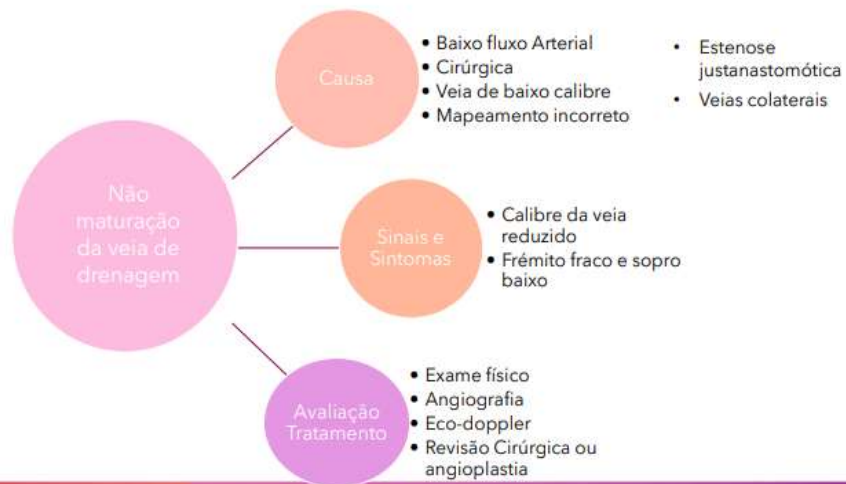 Não
maturação
da veia de
drenagem
Causa
• Baixo fluxo Arterial
• Cirúrgica
• Veia de baixo calibre
• Mapeamento incorreto
• Estenose
justanastomótica
• Veias colaterais
Sinais e
Sintomas
• Calibre da veia
reduzido
• Frémito fraco e sopro
baixo
Avaliação
Tratamento
• Exame físico
• Angiografia
• Eco-doppler
• Revisão Cirúrgica ou
angioplastia